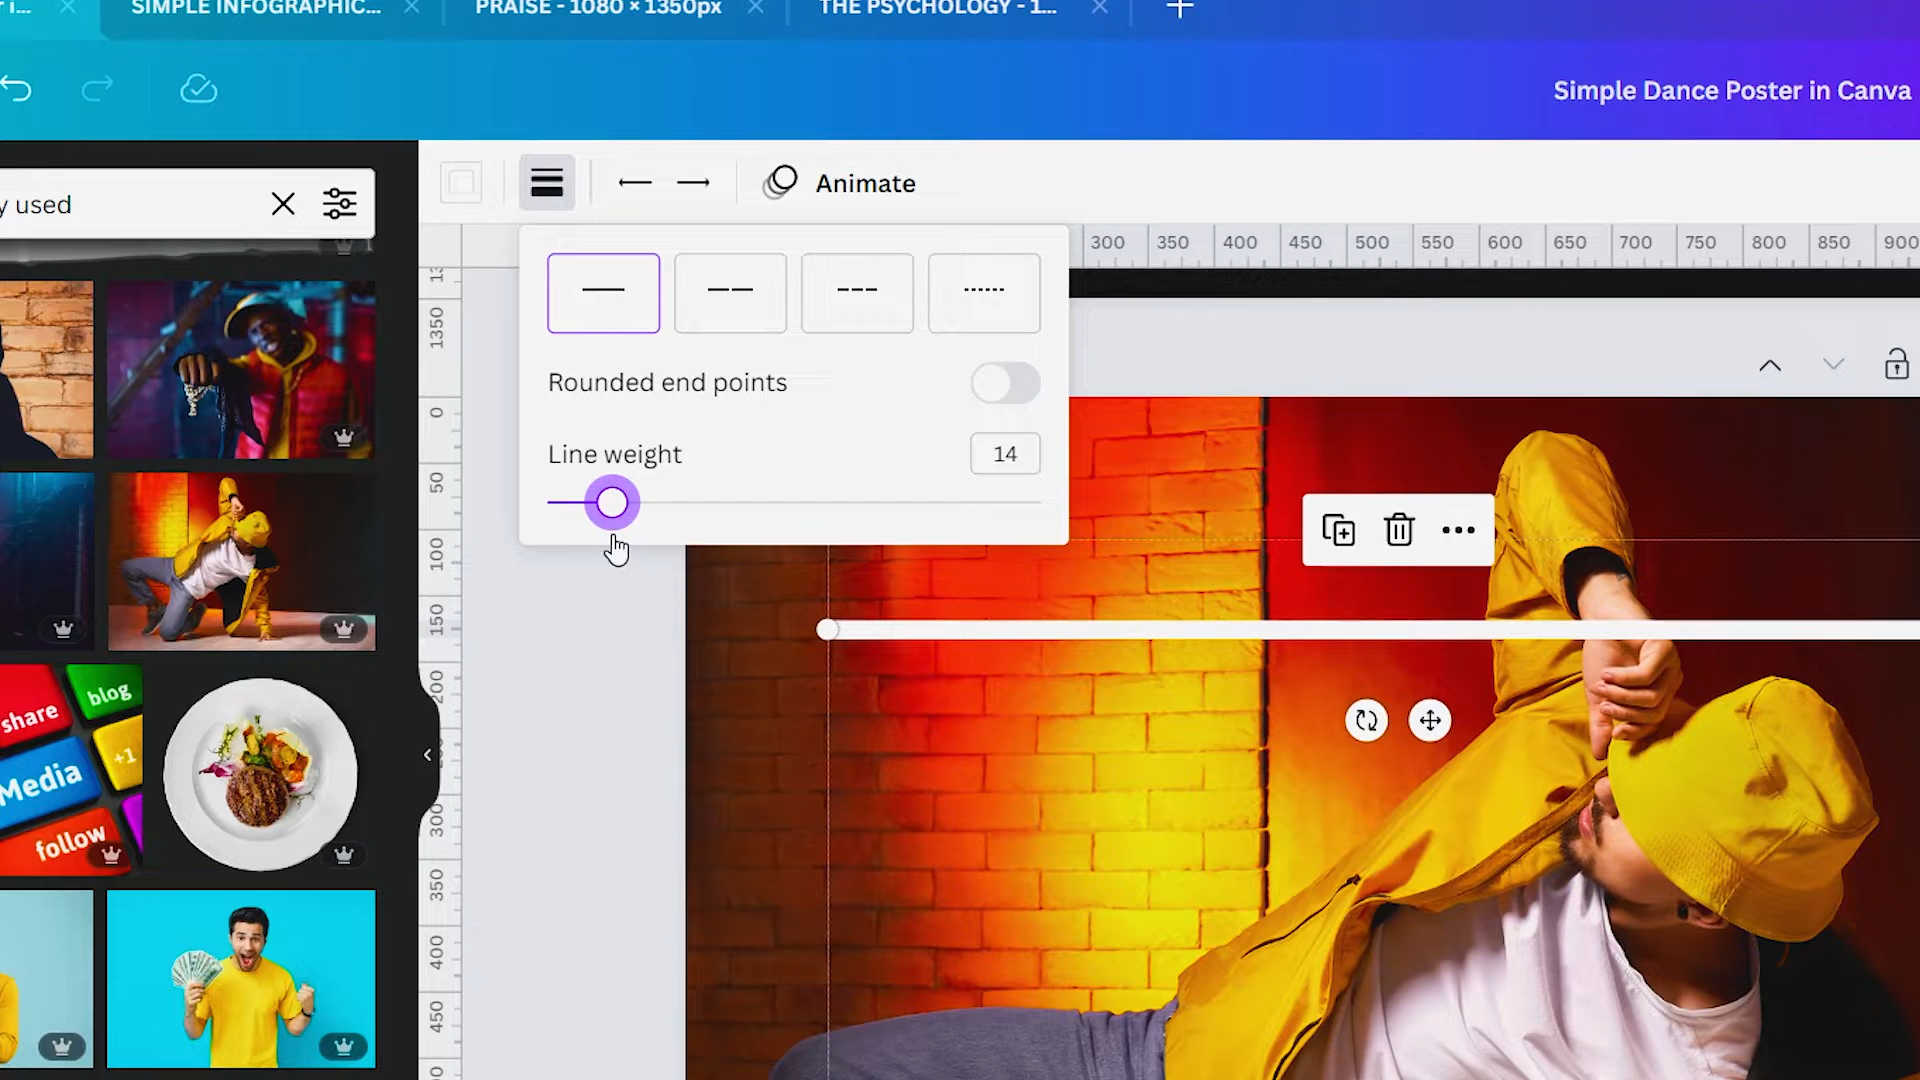 SIMPLE INFOGRAPHIC...
PRAISE - 1080 × 1350px
THE PSYCHOLOGY - 1...
Simple Dance Poster in Canva
y used
Animate
300 350 400 450 500 550 600 650 700 750 800 850 900
Rounded end points
Line weight
14
1350
0
50
100
150
200
300
350
400
450
share
blog
Media
+1
follow